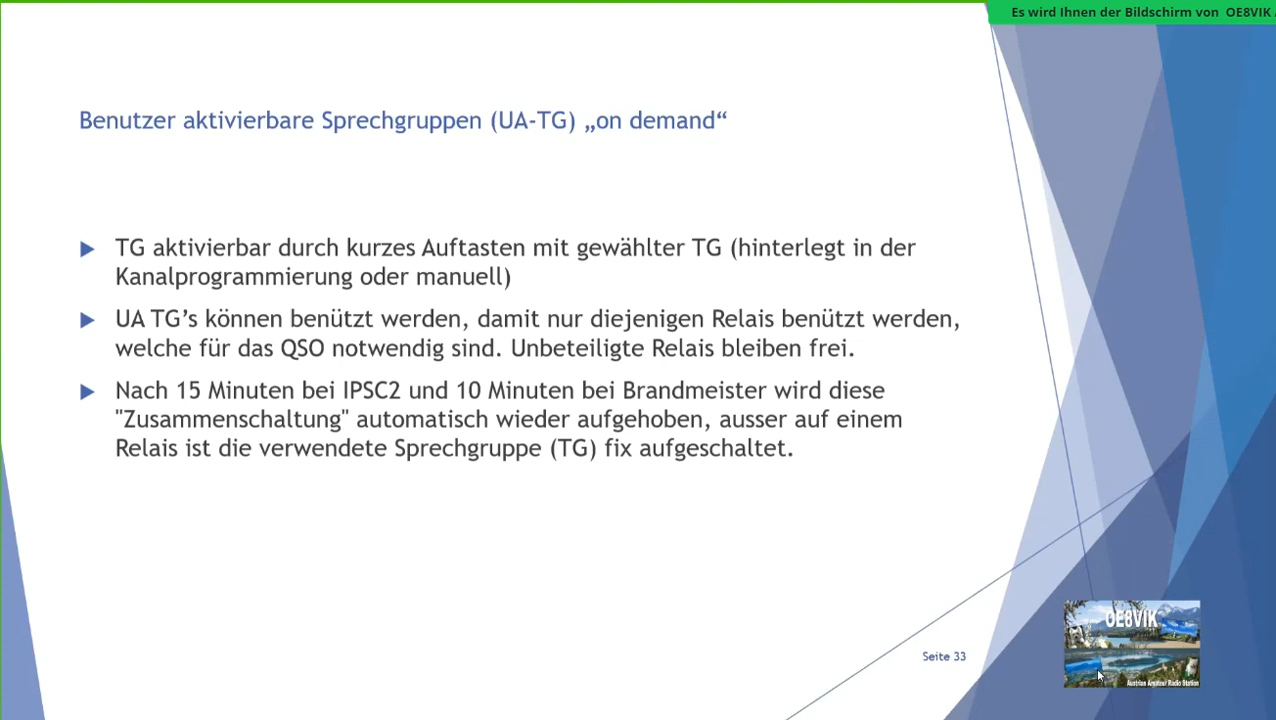 Es wird Ihnen der Bildschirm von OE8VIK
Benutzer aktivierbare Sprechgruppen (UA-TG) „on demand“
TG aktivierbar durch kurzes Auftasten mit gewählter TG (hinterlegt in der
Kanalprogrammierung oder manuell)
UA TG’s können benützt werden, damit nur diejenigen Relais benützt werden,
welche für das QSO notwendig sind. Unbeteiligte Relais bleiben frei.
Nach 15 Minuten bei IPSC2 und 10 Minuten bei Brandmeister wird diese
"Zusammenschaltung" automatisch wieder aufgehoben, ausser auf einem
Relais ist die verwendete Sprechgruppe (TG) fix aufgeschaltet.
OE8VIK
Seite 33
Austrian Amateur Radio Station